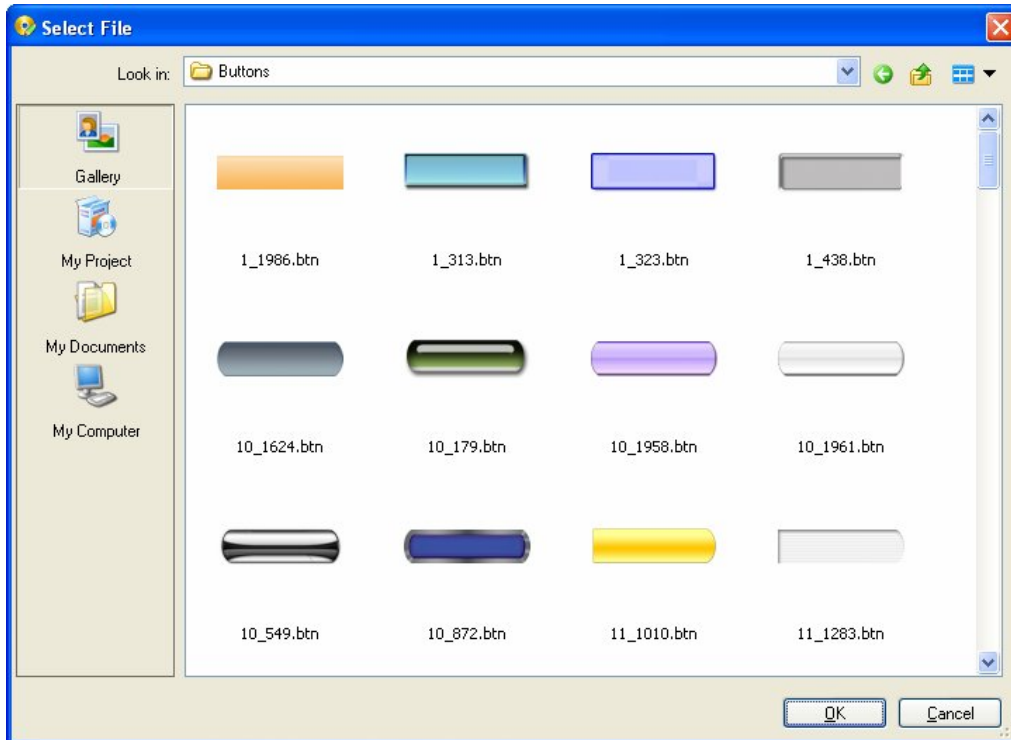 Select File
Look in: Buttons
Gallery
My Project
My Documents
My Computer
1_1986.btn 1_313.btn 1_323.btn 1_438.btn
10_1624.btn 10_179.btn 10_1958.btn 10_1961.btn
10_549.btn 10_872.btn 11_1010.btn 11_1283.btn
OK Cancel